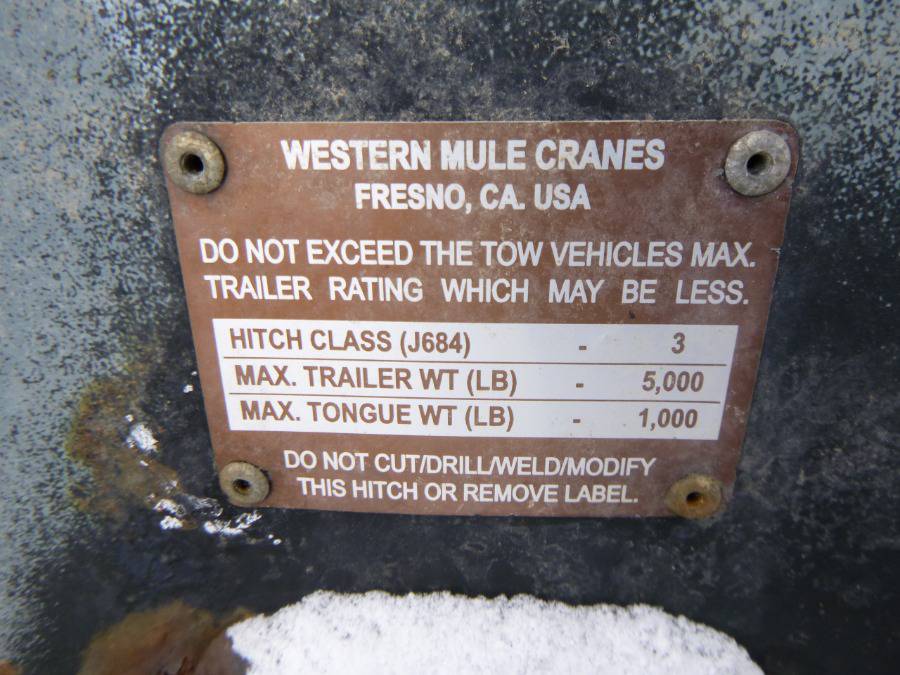 WESTERN MULE CRANES
FRESNO, CA. USA
DO NOT EXCEED THE TOW VEHICLES MAX.
TRAILER RATING WHICH MAY BE LESS.
HITCH CLASS (J684) - 3
MAX. TRAILER WT (LB) - 5,000
MAX. TONGUE WT (LB) - 1,000
DO NOT CUT/DRILL/WELD/MODIFY
THIS HITCH OR REMOVE LABEL.